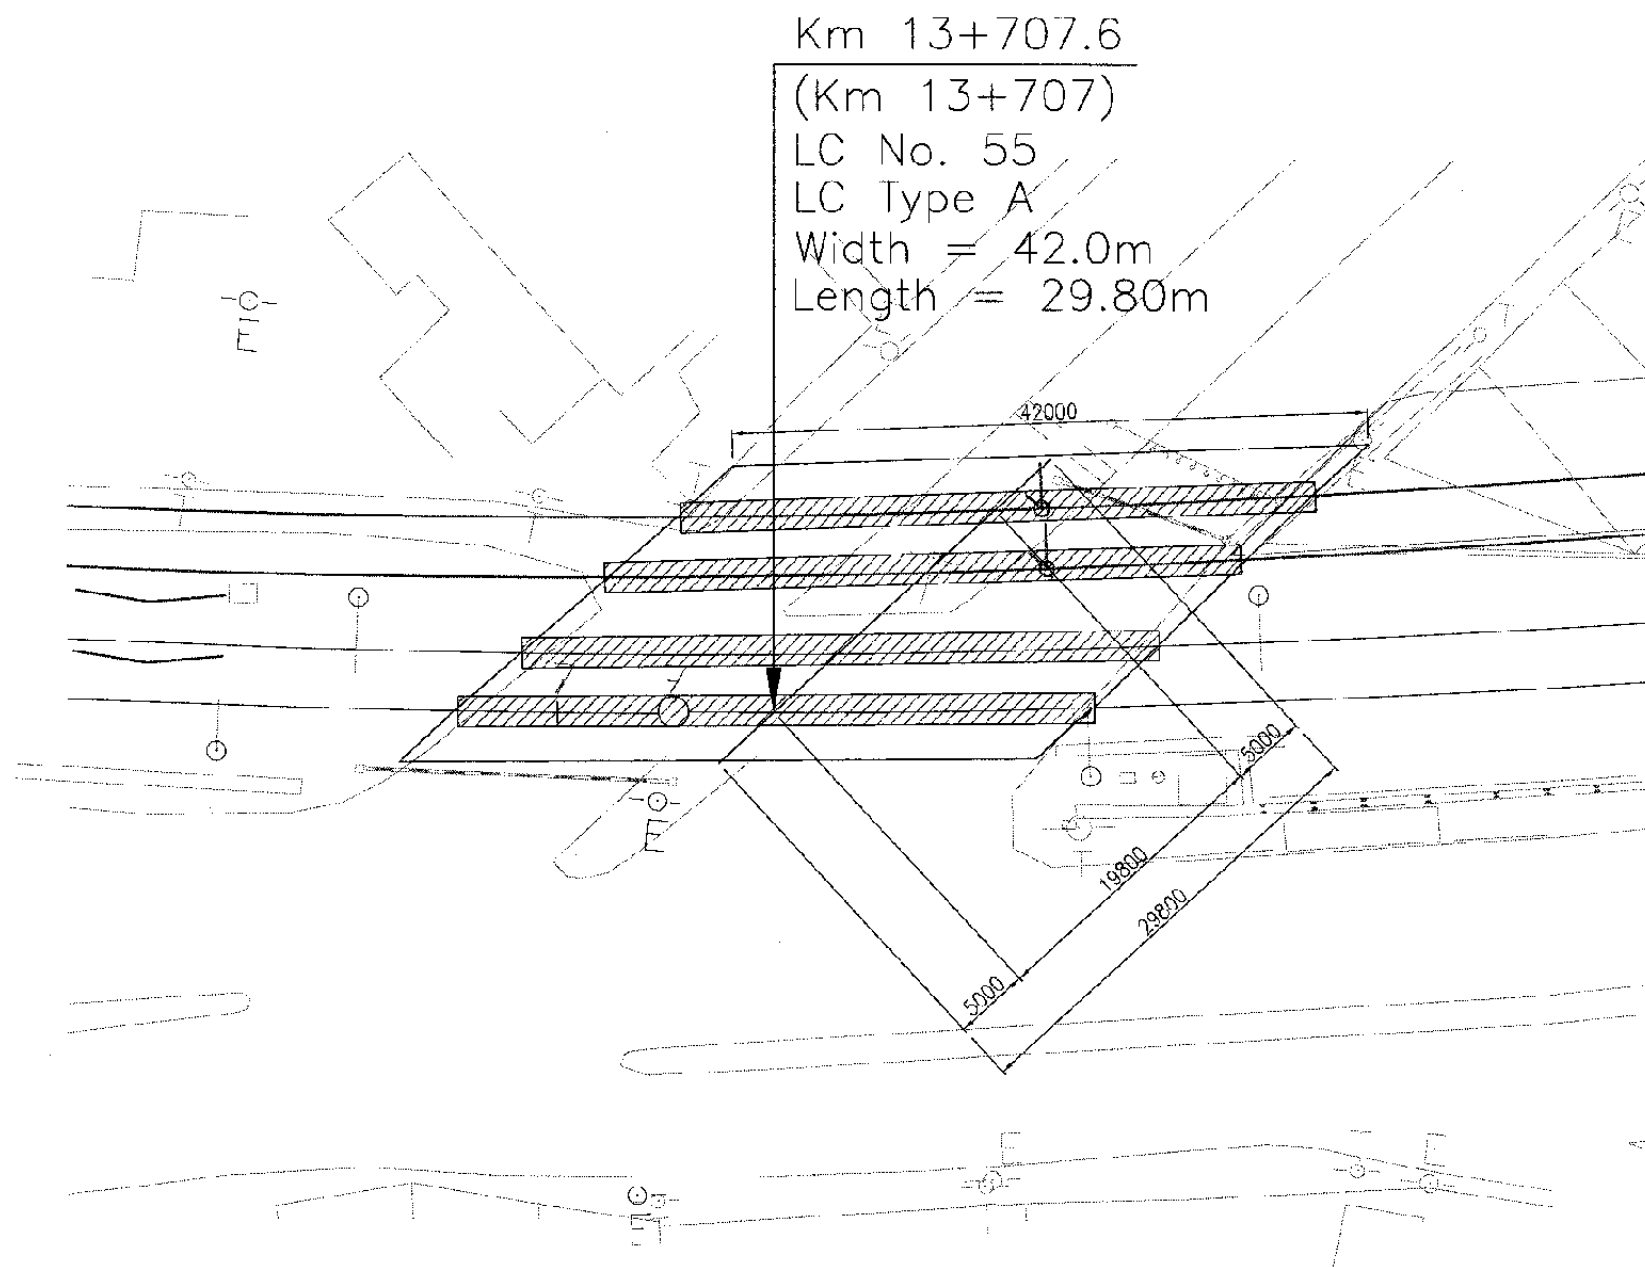 Km 13+707.6
(Km 13+707)
LC No. 55
LC Type A
Width = 42.0m
Length = 29.80m
E
42000
5000
19800
29800
5000
E
E
E
E